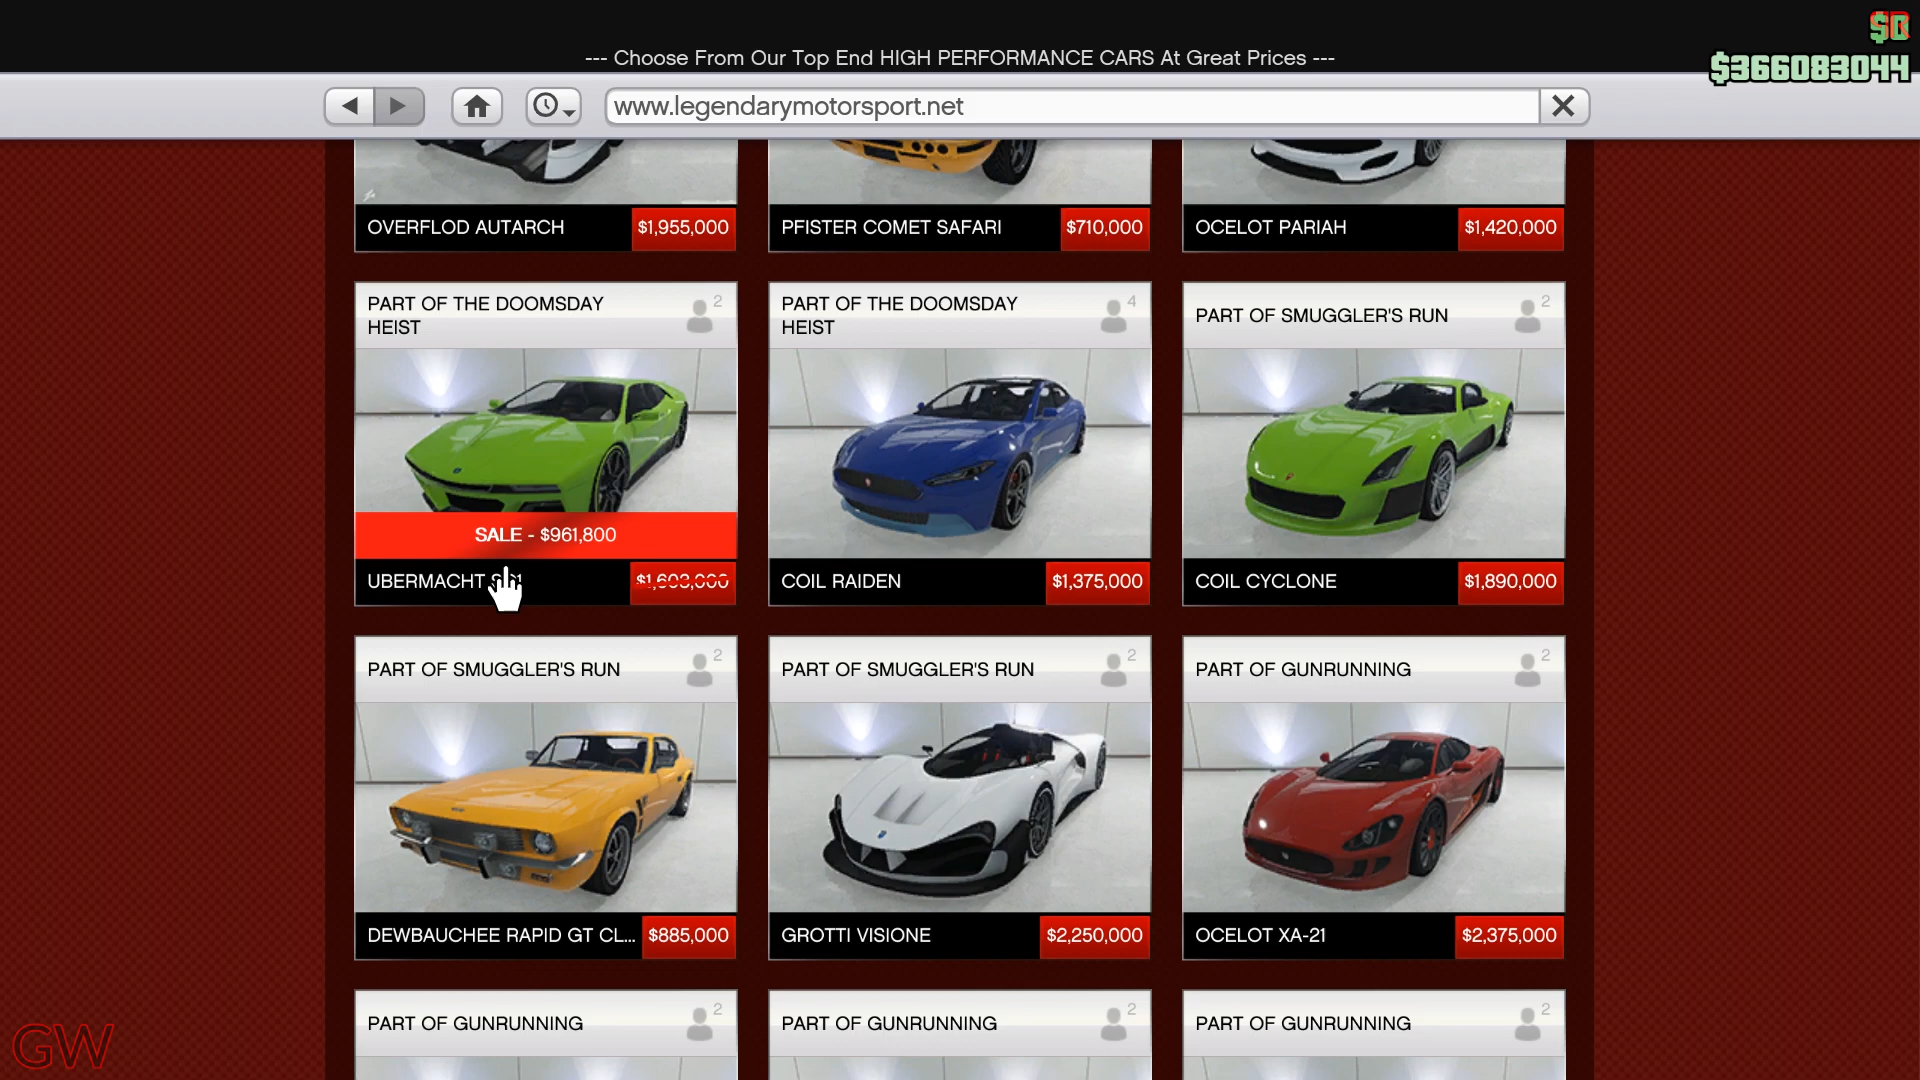 $0
--- Choose From Our Top End HIGH PERFORMANCE CARS At Great Prices ---
$366083044
www.legendarymotorsport.net
OVERFLOD AUTARCH $1,955,000
PFISTER COMET SAFARI $710,000
OCELOT PARIAH $1,420,000
PART OF THE DOOMSDAY
HEIST
2
PART OF THE DOOMSDAY
HEIST
4
PART OF SMUGGLER'S RUN
2
SALE - $961,800
UBERMACHT $1,603,000
COIL RAIDEN $1,375,000
COIL CYCLONE $1,890,000
PART OF SMUGGLER'S RUN
2
PART OF SMUGGLER'S RUN
2
PART OF GUNRUNNING
2
DEWBAUCHEE RAPID GT CL... $885,000
GROTTI VISIONE $2,250,000
OCELOT XA-21 $2,375,000
PART OF GUNRUNNING
2
PART OF GUNRUNNING
2
PART OF GUNRUNNING
2
GW